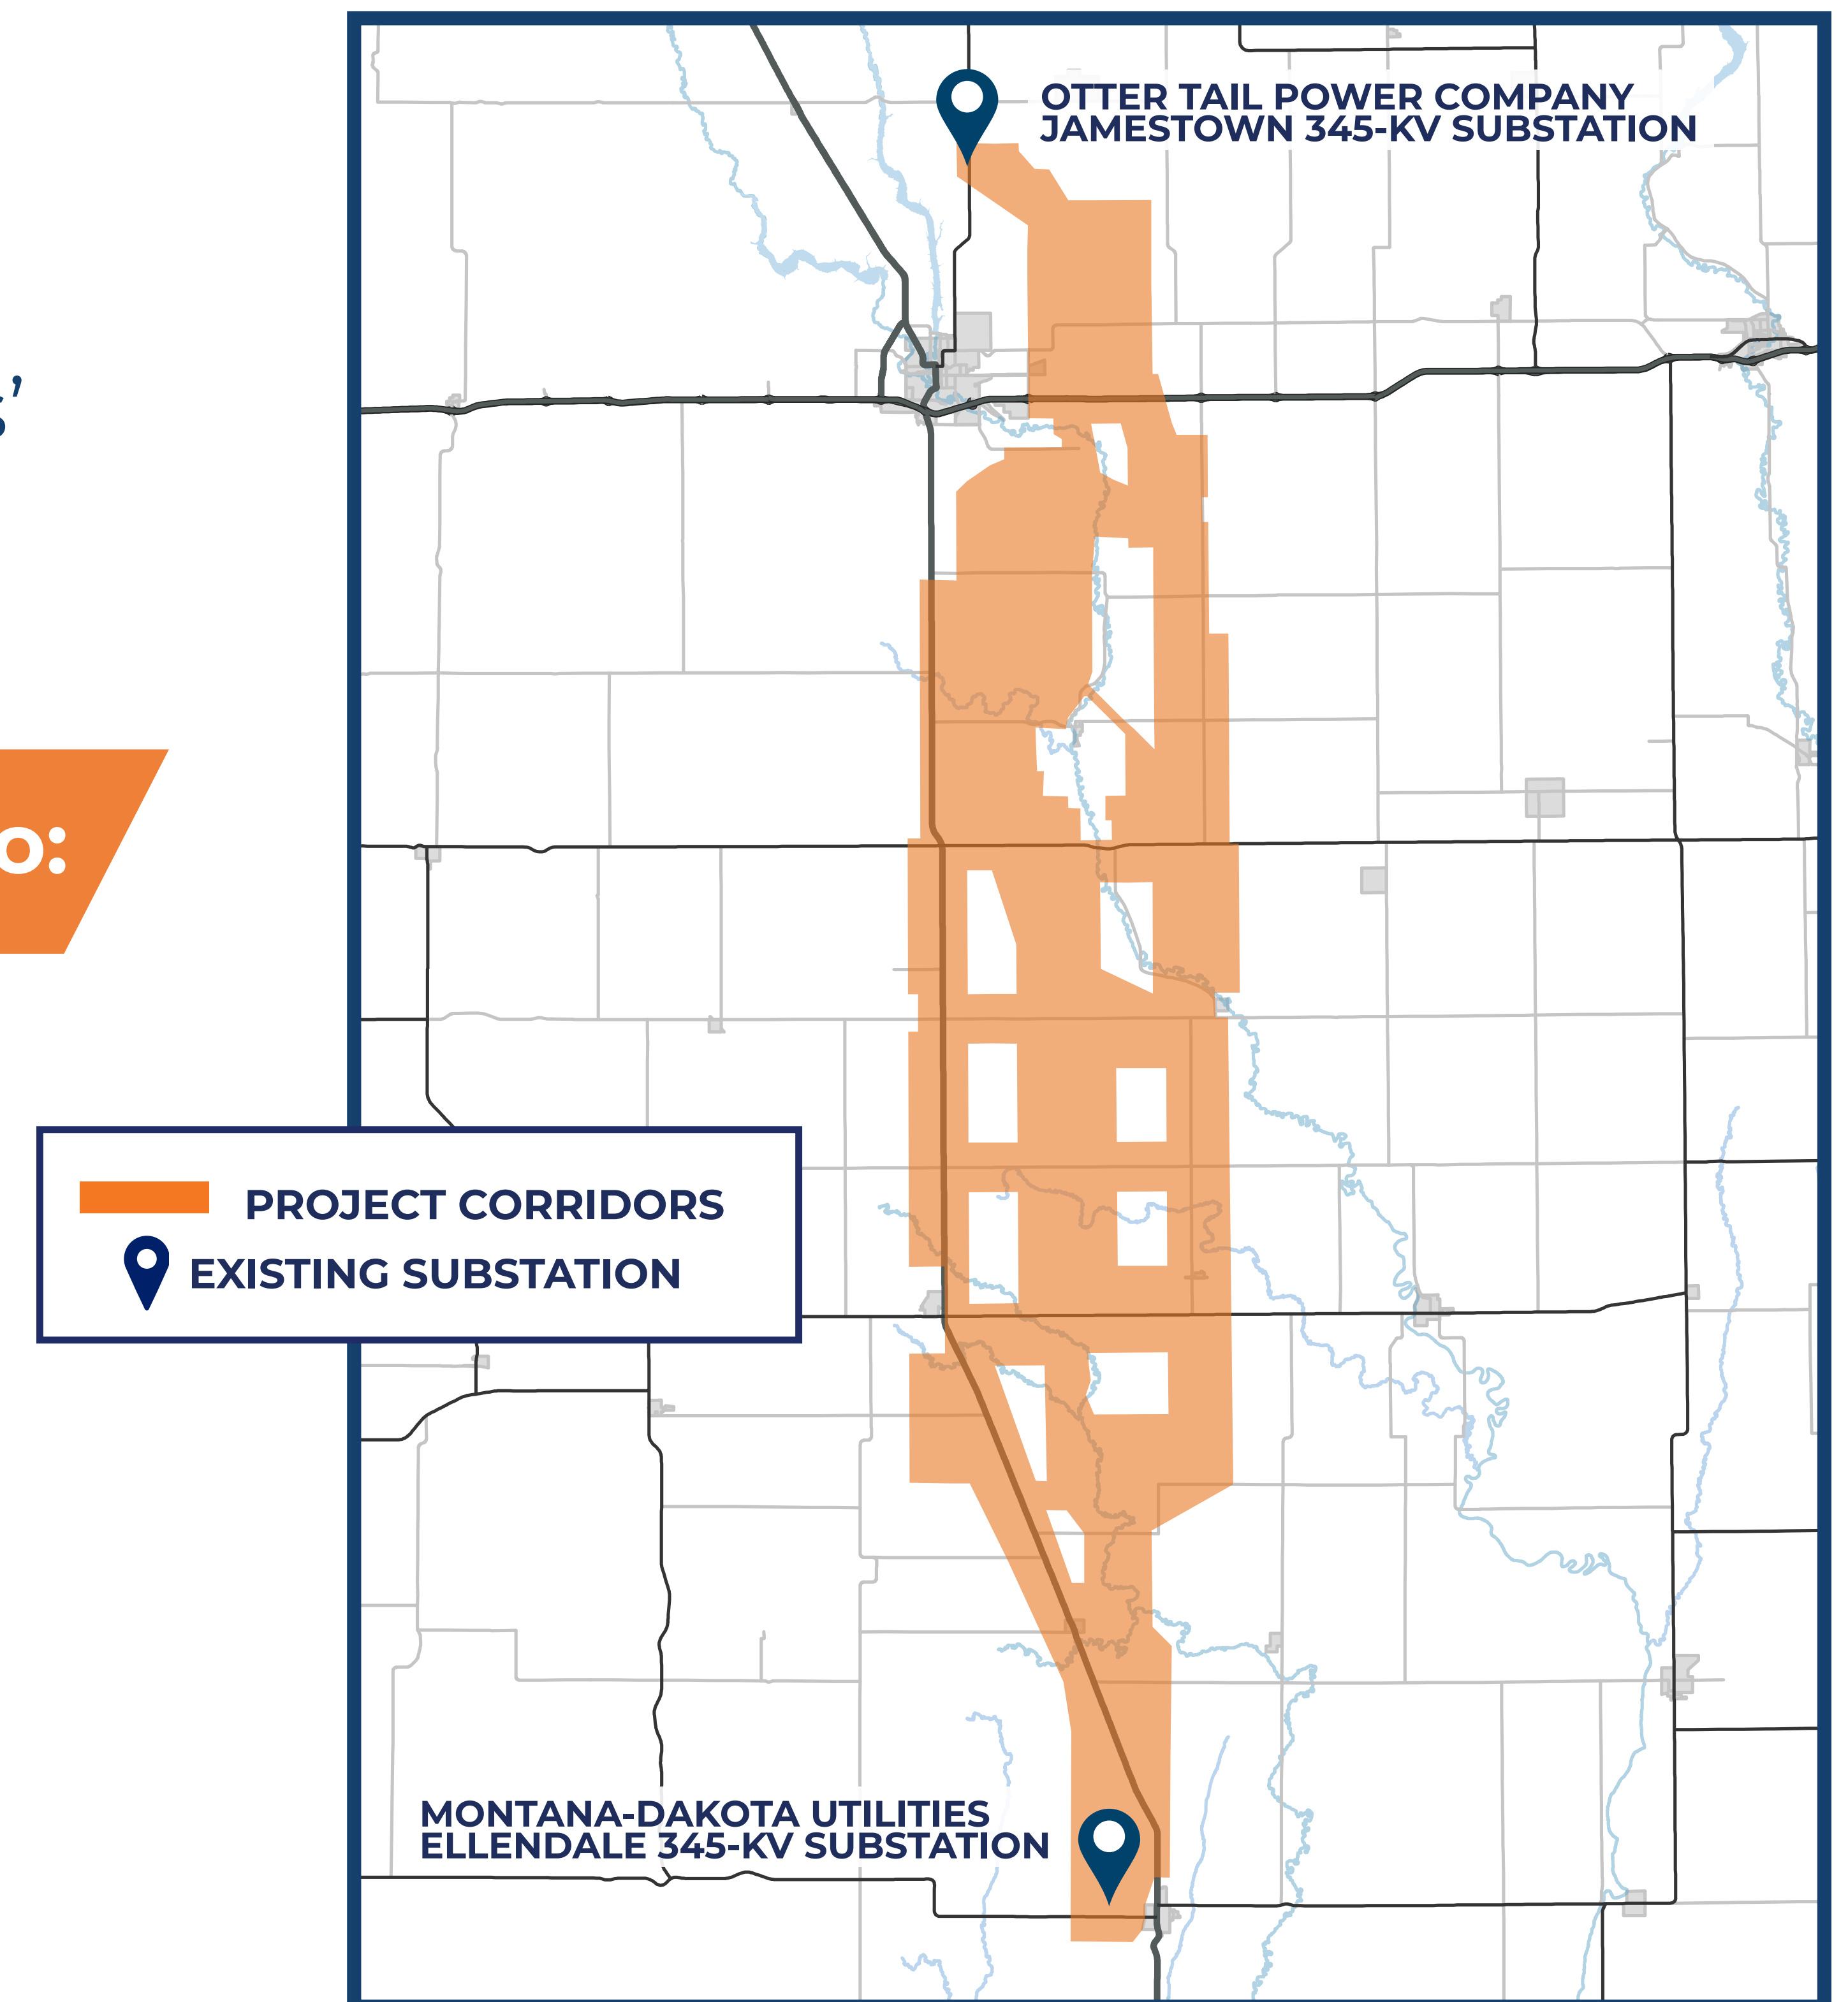 OTTER TAIL POWER COMPANY
JAMESTOWN 345-KV SUBSTATION
o:
PROJECT CORRIDORS
EXISTING SUBSTATION
MONTANA-DAKOTA UTILITIES
ELLENDALE 345-KV SUBSTATION